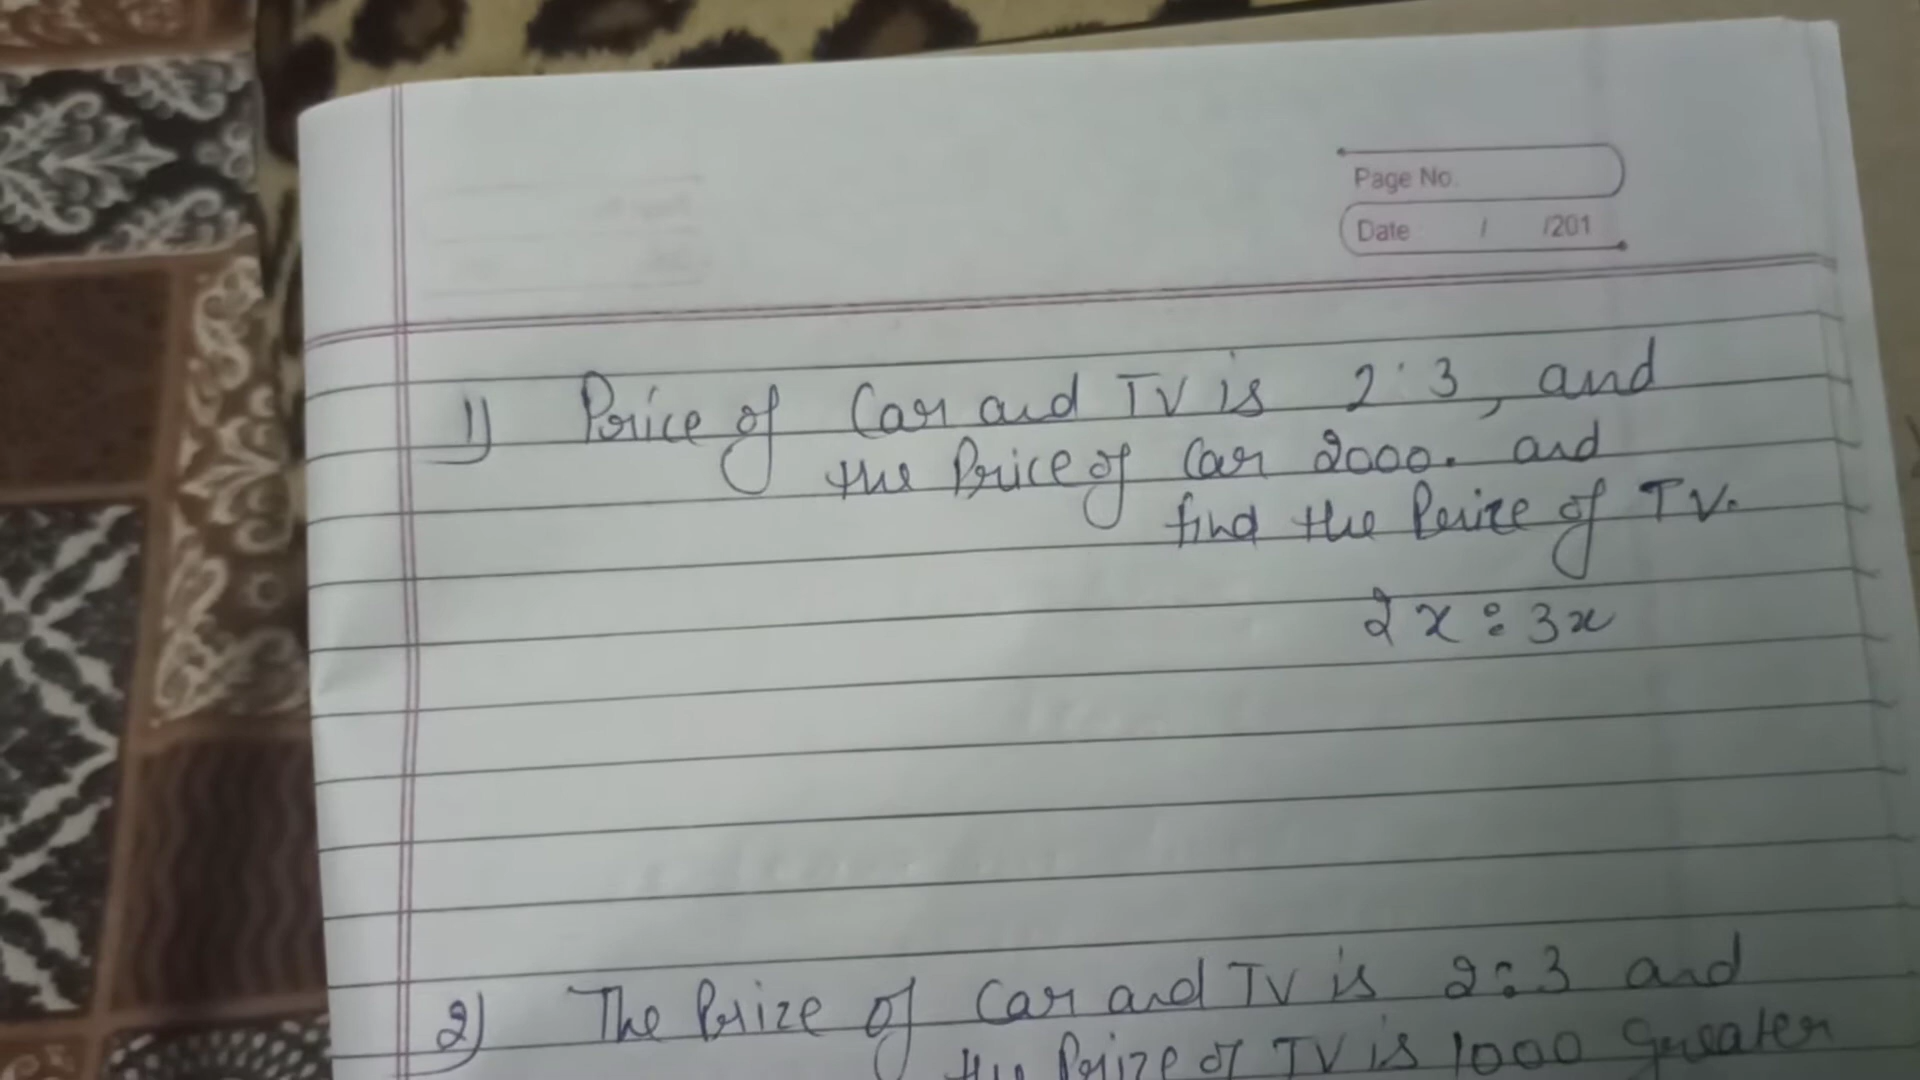 Page No.
Date / /201
1) Price of Car and TV is 2:3, and
the Price of Car 2000. and
find the Prize of TV.
2x:3x
2) The Prize of Car and TV is 2:3 and
the Prize of TV is 1000 Greater